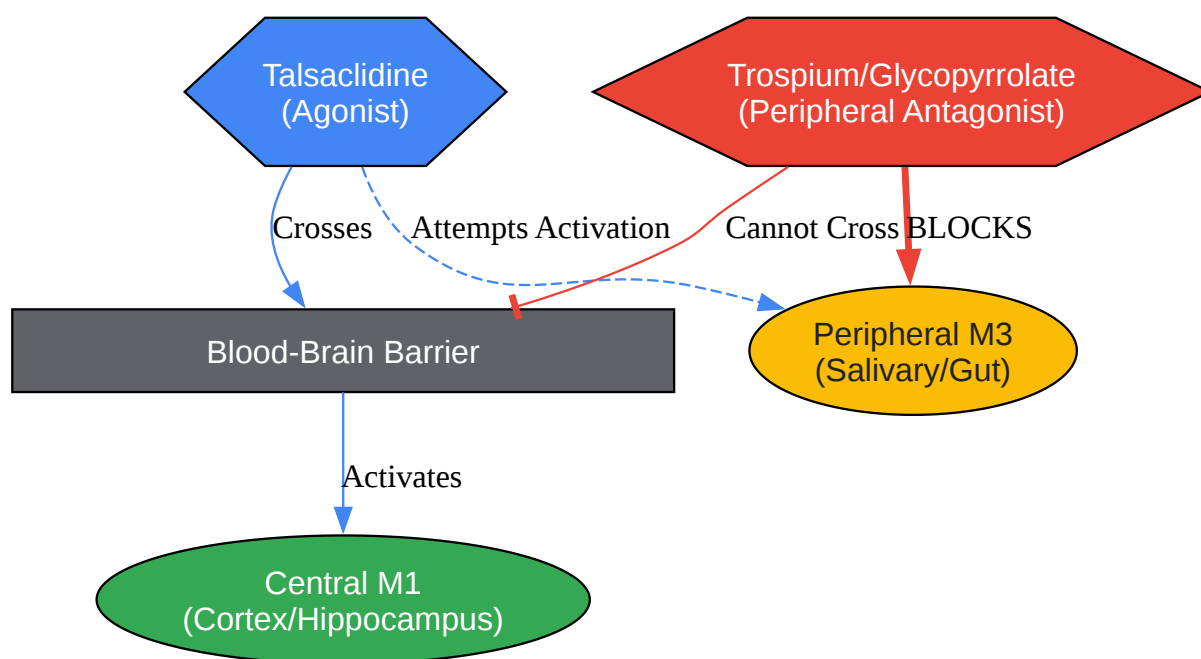 Talsaclidine
(Agonist)
Trospium/Glycopyrrolate
(Peripheral Antagonist)
Crosses
Attempts Activation
Cannot Cross
BLOCKS
Blood-Brain Barrier
Peripheral M3
(Salivary/Gut)
Activates
Central M1
(Cortex/Hippocampus)